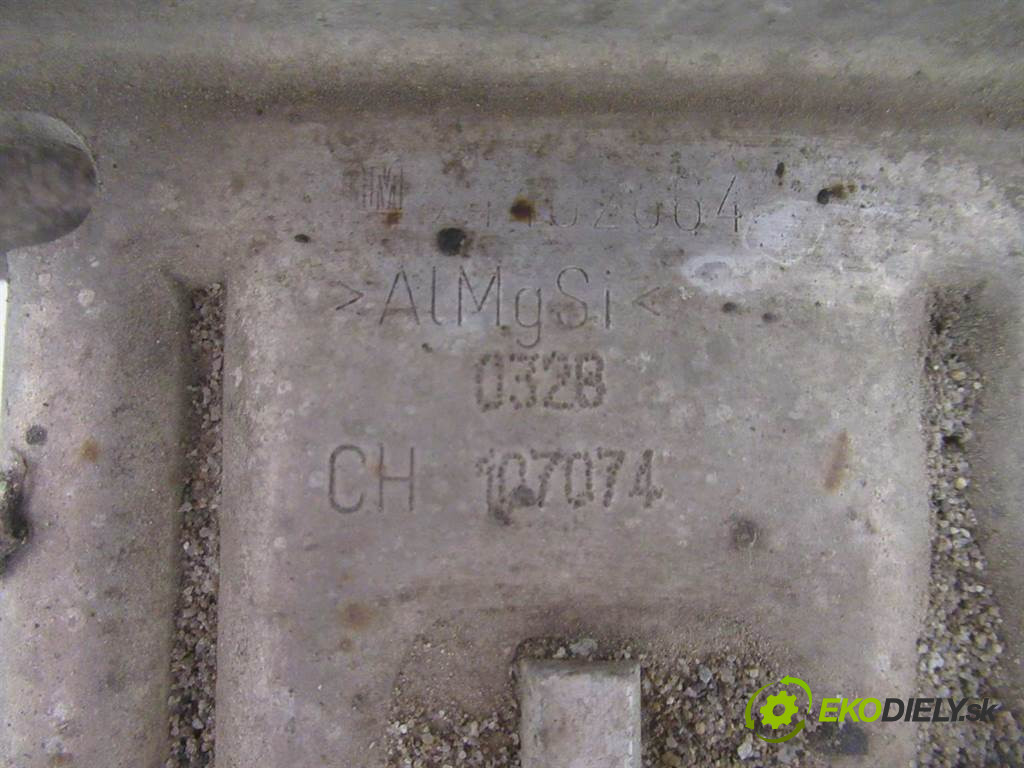 >AlMgSi<
0328
CH 107074
EKODIELY.sk